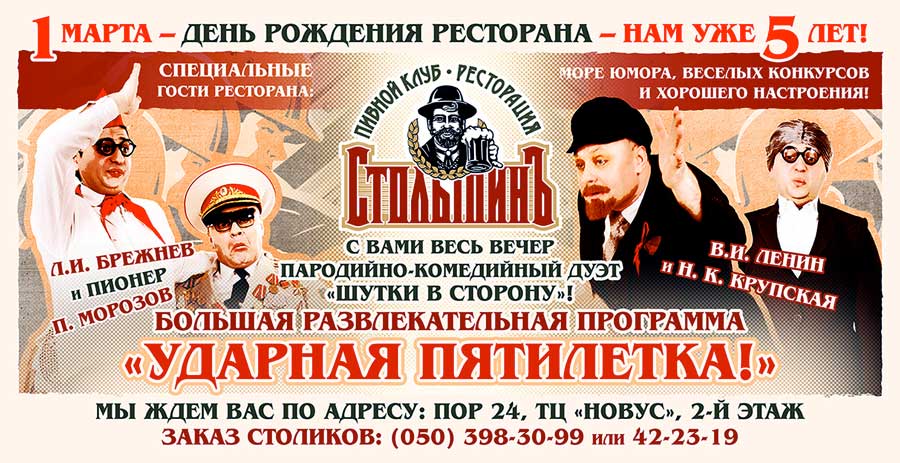 1 МАРТА – ДЕНЬ РОЖДЕНИЯ РЕСТОРАНА – НАМ УЖЕ 5 ЛЕТ!
СПЕЦИАЛЬНЫЕ
ГОСТИ РЕСТОРАНА:
ПИВНОЙ КЛУБ · РЕСТОРАЦИЯ
СТОЛЫПИНЪ
МОРЕ ЮМОРА, ВЕСЕЛЫХ КОНКУРСОВ
И ХОРОШЕГО НАСТРОЕНИЯ!
Л.И. БРЕЖНЕВ
И ПИОНЕР
П. МОРОЗОВ
С ВАМИ ВЕСЬ ВЕЧЕР
ПАРОДИЙНО-КОМЕДИЙНЫЙ ДУЭТ
«ШУТКИ В СТОРОНУ»!
В.И. ЛЕНИН
И Н. К. КРУПСКАЯ
БОЛЬШАЯ РАЗВЛЕКАТЕЛЬНАЯ ПРОГРАММА
«УДАРНАЯ ПЯТИЛЕТКА!»
МЫ ЖДЕМ ВАС ПО АДРЕСУ: ПОР 24, ТЦ «НОВУС», 2-Й ЭТАЖ
ЗАКАЗ СТОЛИКОВ: (050) 398-30-99 ИЛИ 42-23-19